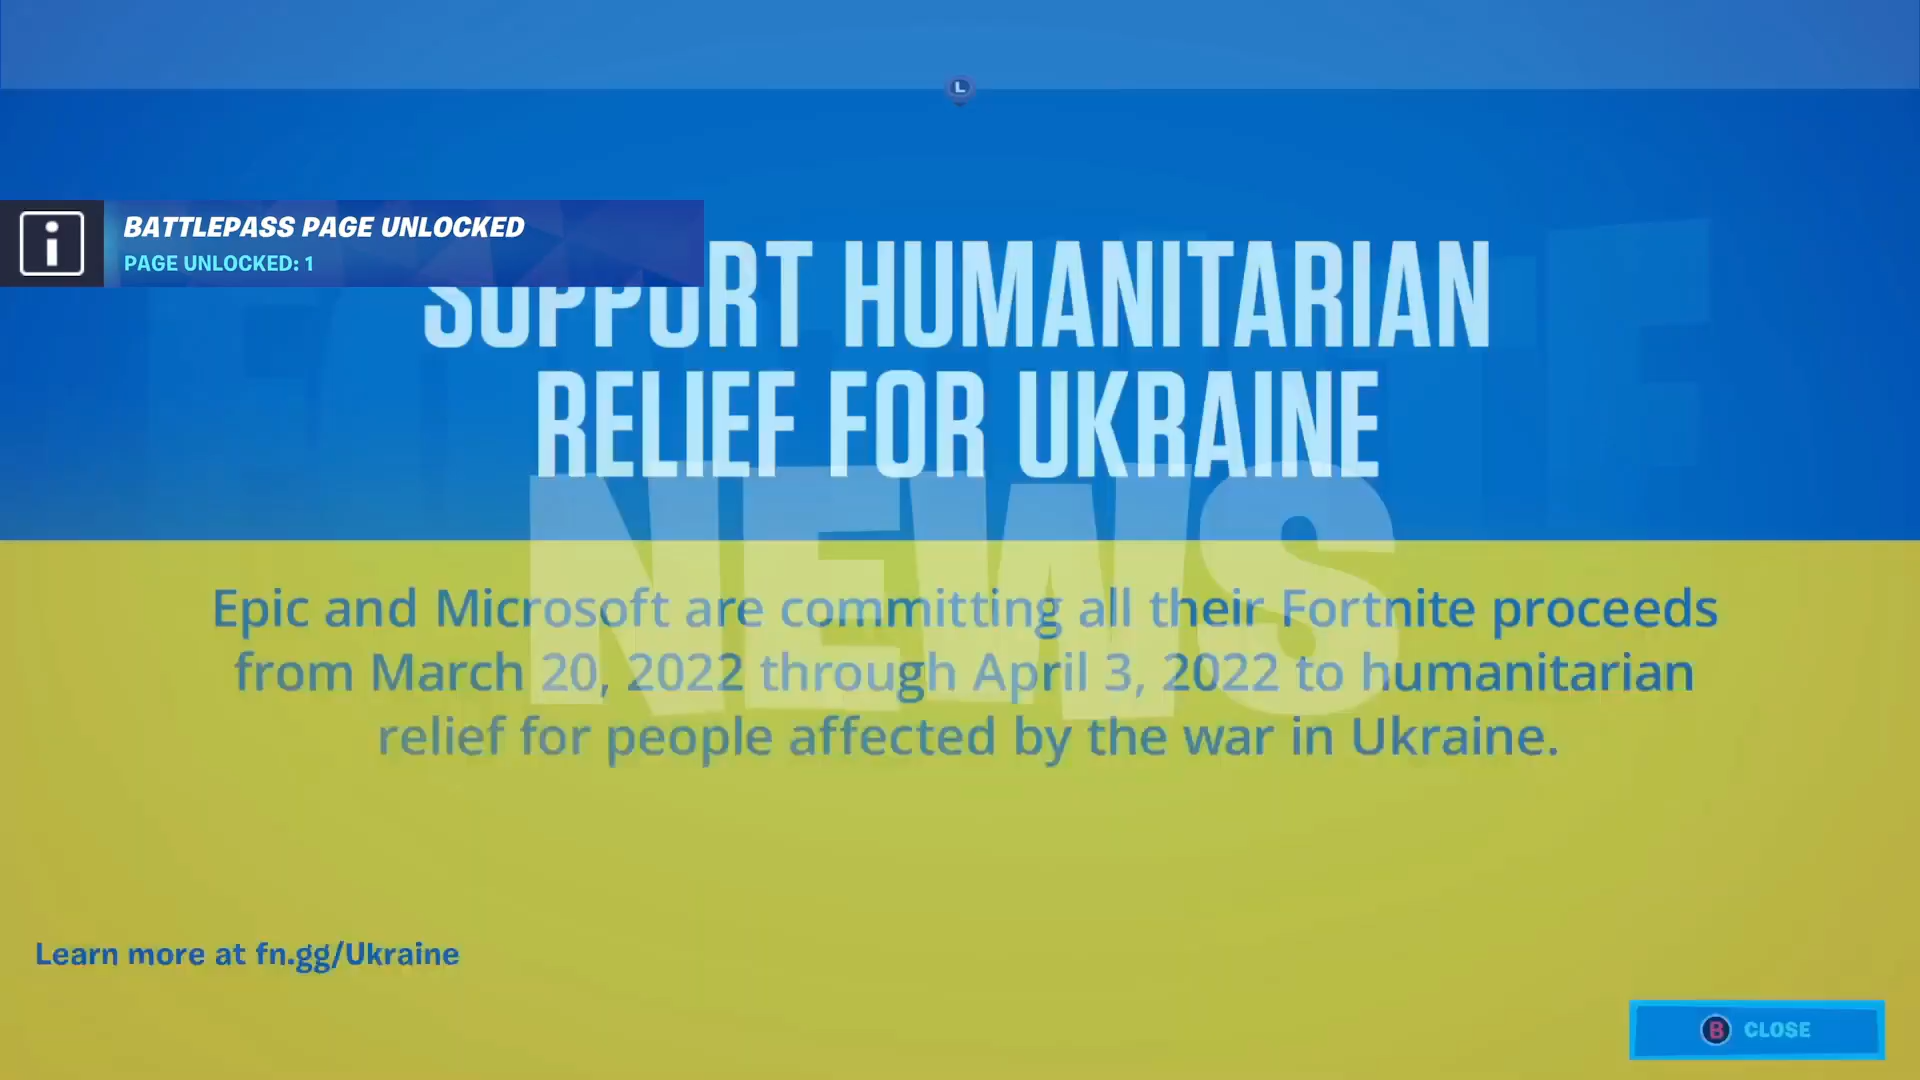 L
BATTLEPASS PAGE UNLOCKED
PAGE UNLOCKED: 1
SUPPORT HUMANITARIAN
RELIEF FOR UKRAINE
NEWS
Epic and Microsoft are committing all their Fortnite proceeds
from March 20, 2022 through April 3, 2022 to humanitarian
relief for people affected by the war in Ukraine.
Learn more at fn.gg/Ukraine
B CLOSE